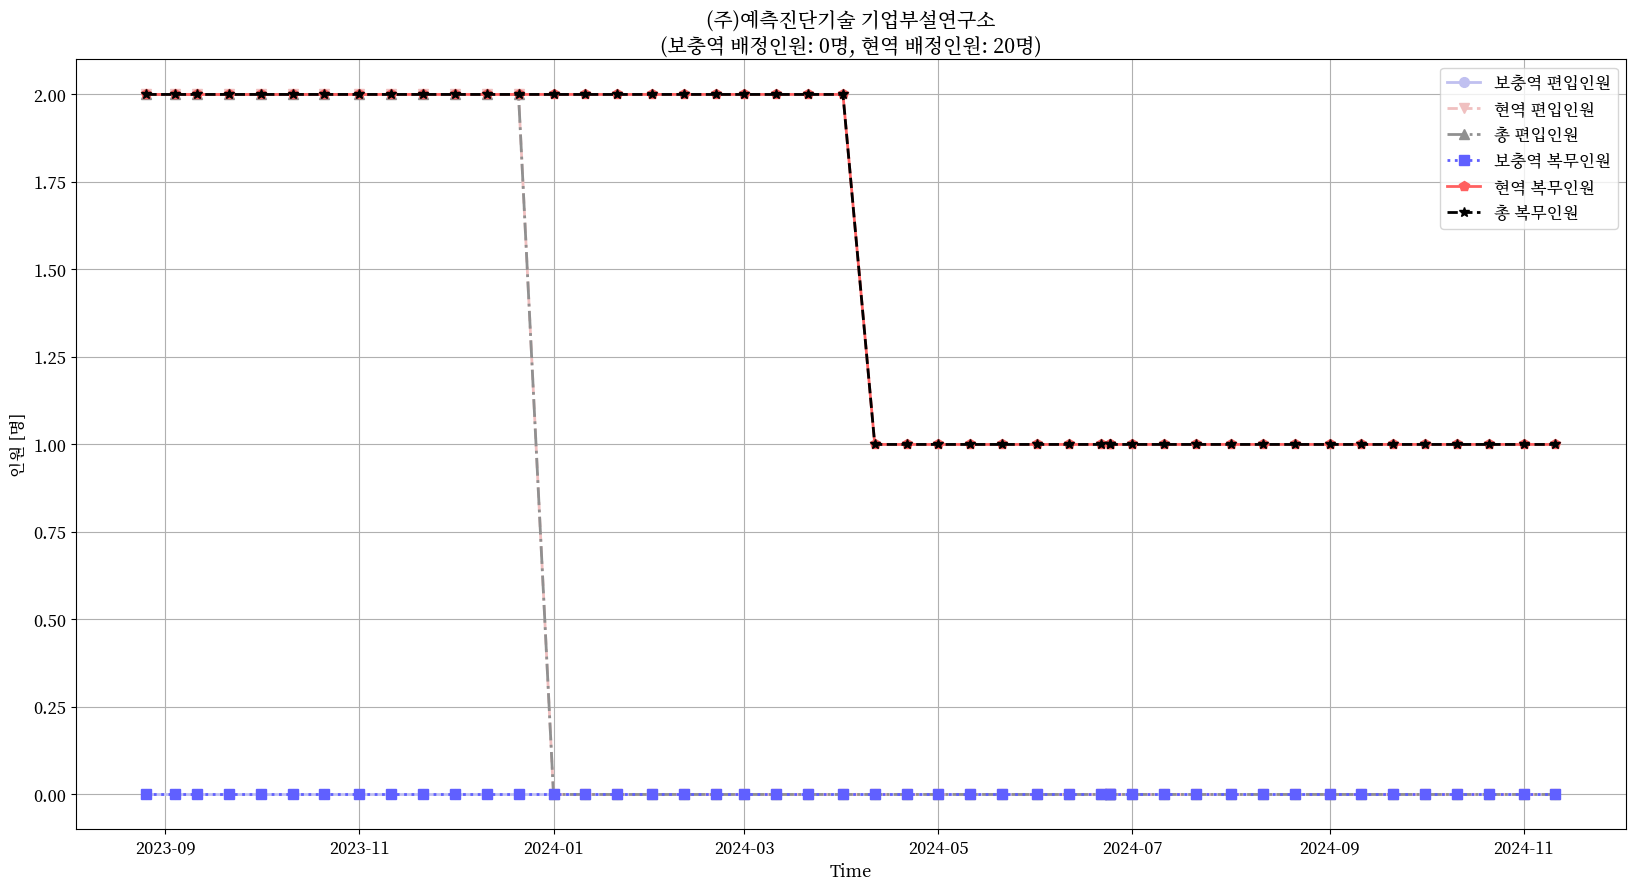 (주)예측진단기술 기업부설연구소
(보충역 배정인원: 0명, 현역 배정인원: 20명)
보충역 편입인원
현역 편입인원
총 편입인원
보충역 복무인원
현역 복무인원
총 복무인원
인원 [명]
2.00
1.75
1.50
1.25
1.00
0.75
0.50
0.25
0.00
2023-09 2023-11 2024-01 2024-03 2024-05 2024-07 2024-09 2024-11
Time